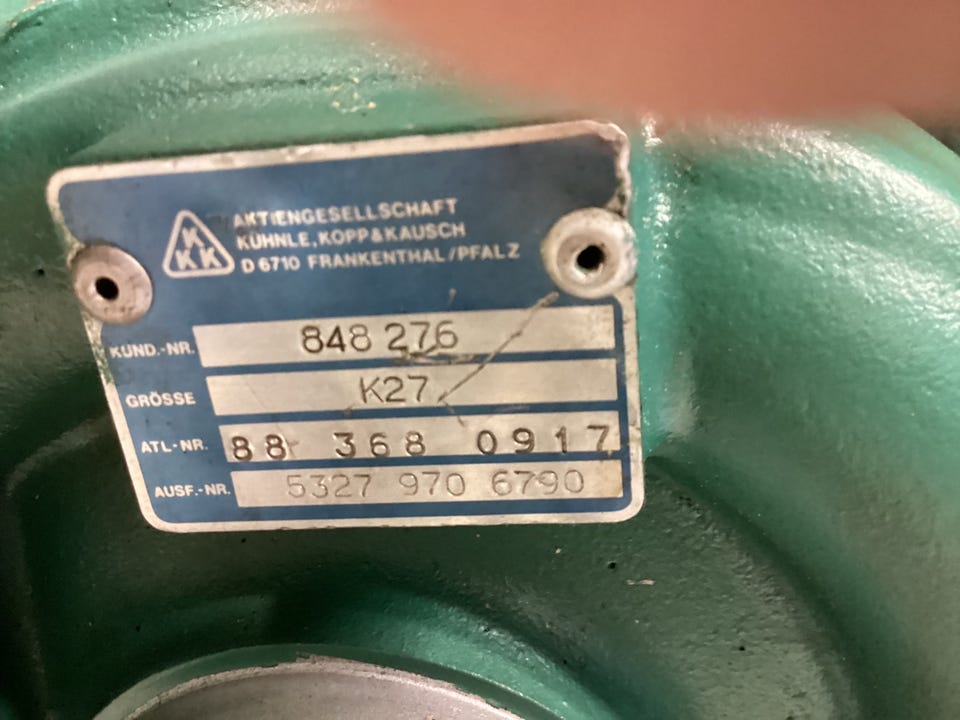 K
KK
AKTIENGESELLSCHAFT
KÜHNLE, KOPP & KAUSCH
D 6710 FRANKENTHAL/PFALZ
KUND.-NR. 848 276
GRÖSSE K27
ATL-NR. 88 368 0917
AUSF.-NR. 5327 970 6790